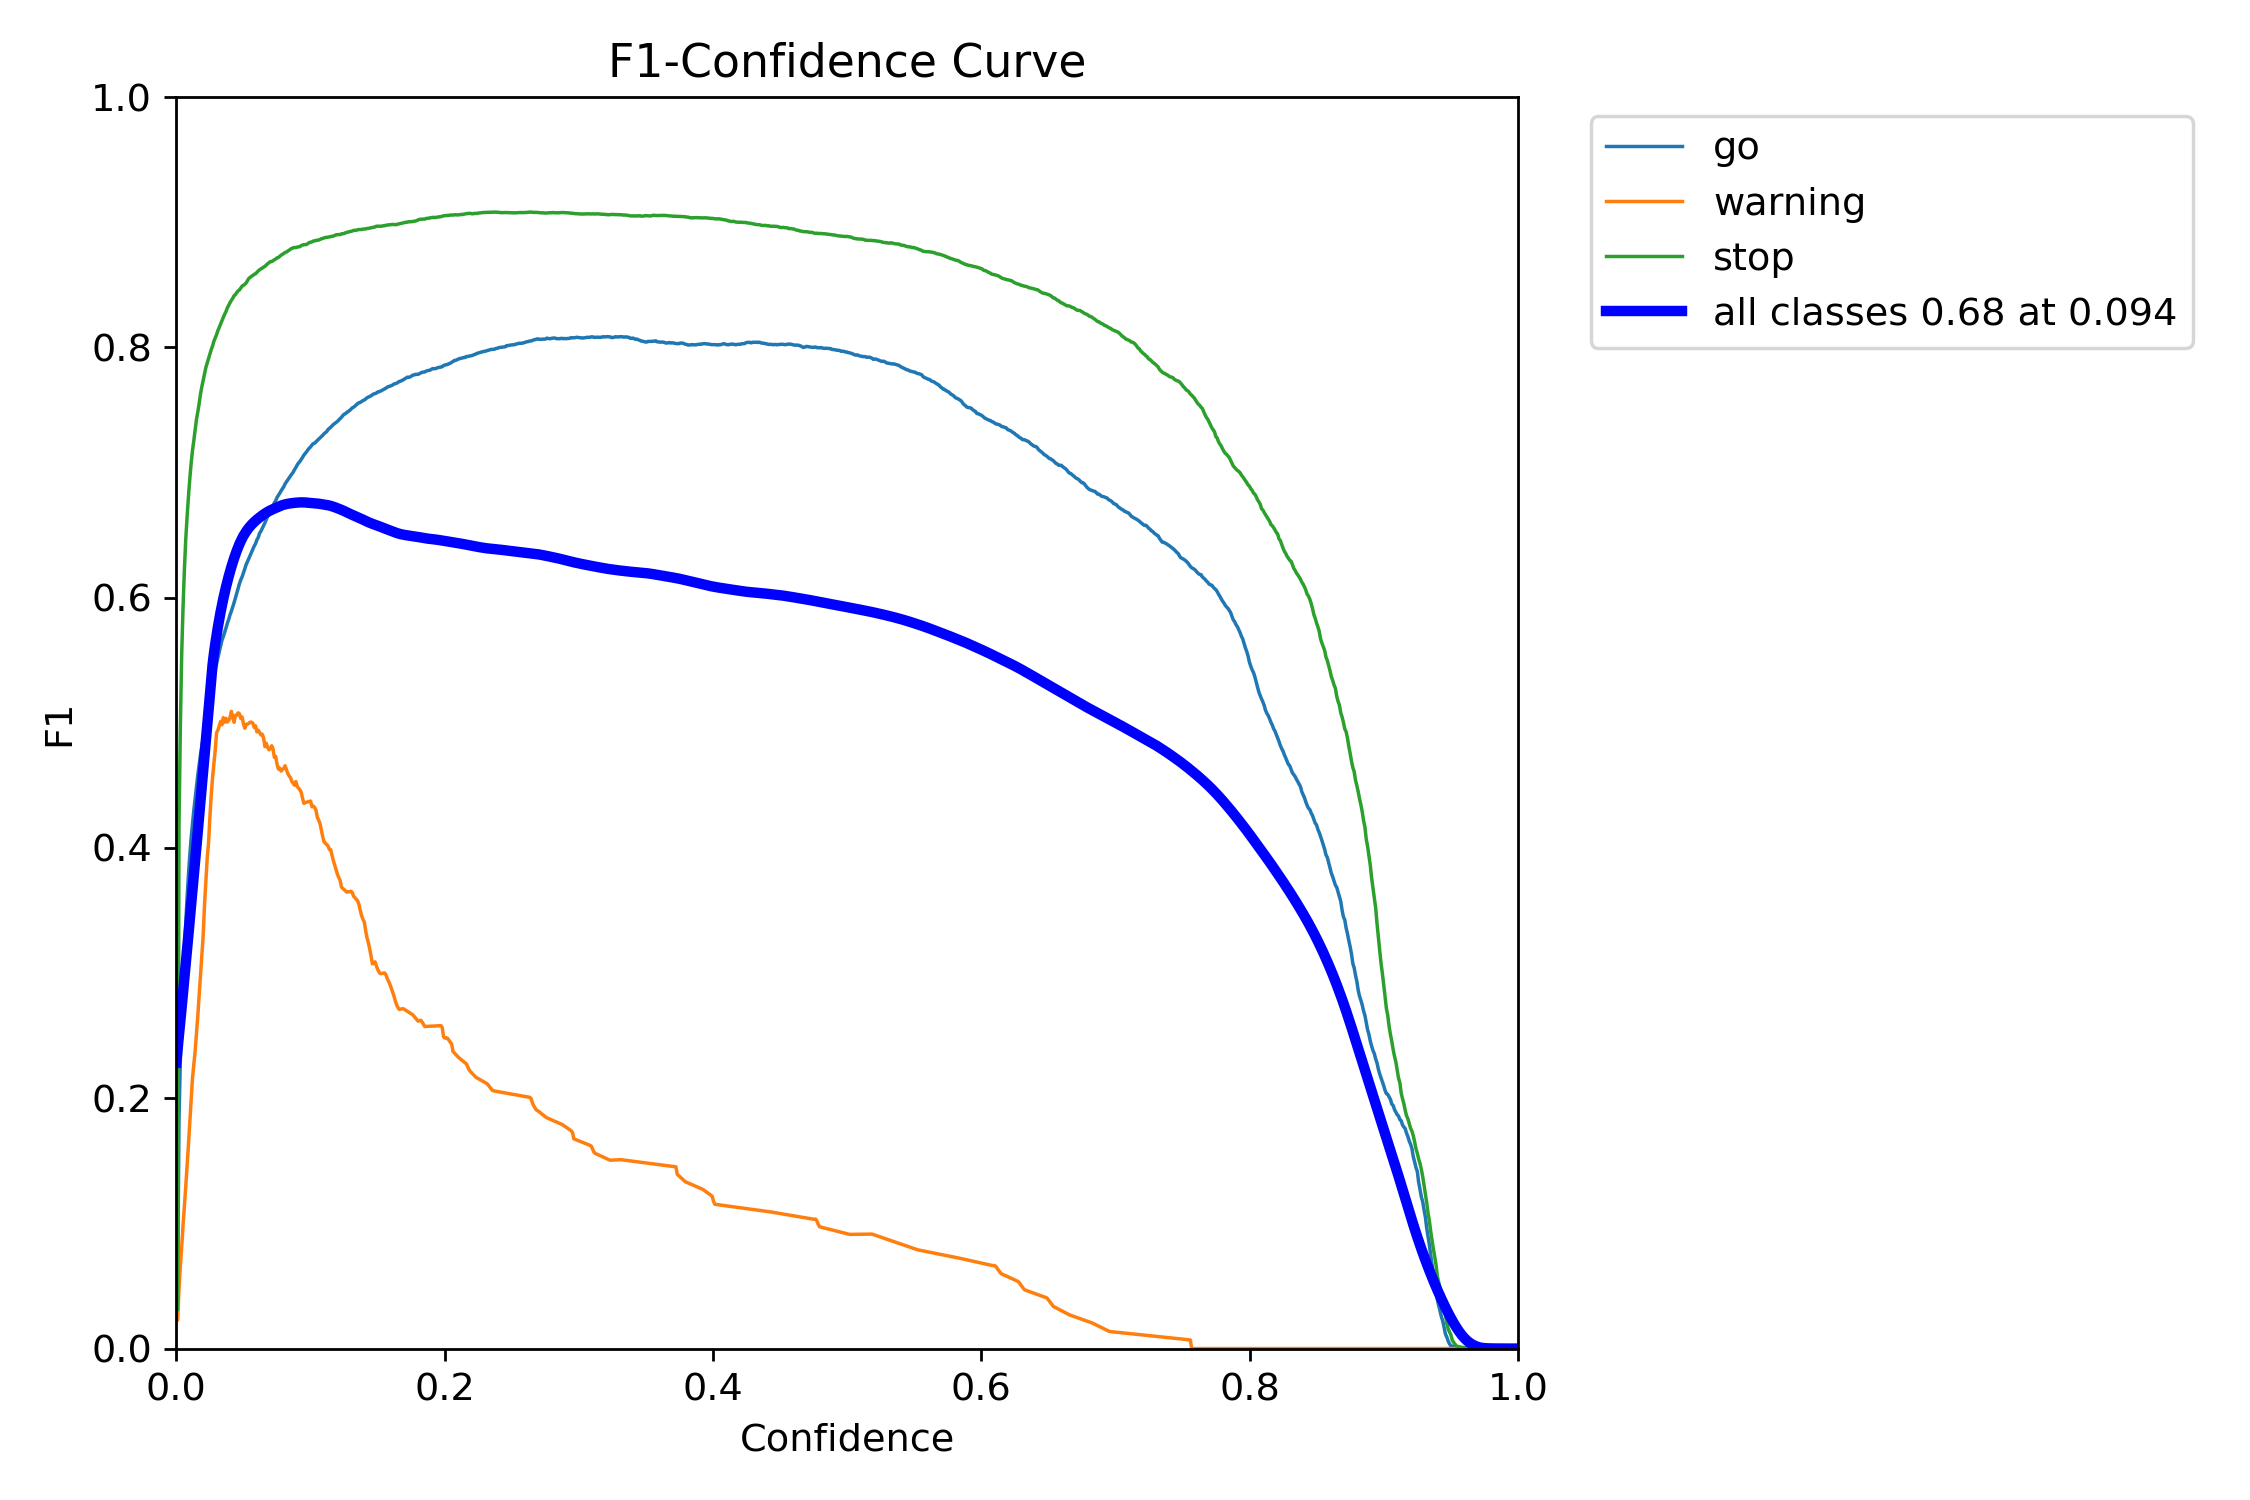 F1-Confidence Curve
1.0
0.8
0.6
0.4
0.2
0.0
F1
0.0 0.2 0.4 0.6 0.8 1.0
Confidence
go
warning
stop
all classes 0.68 at 0.094